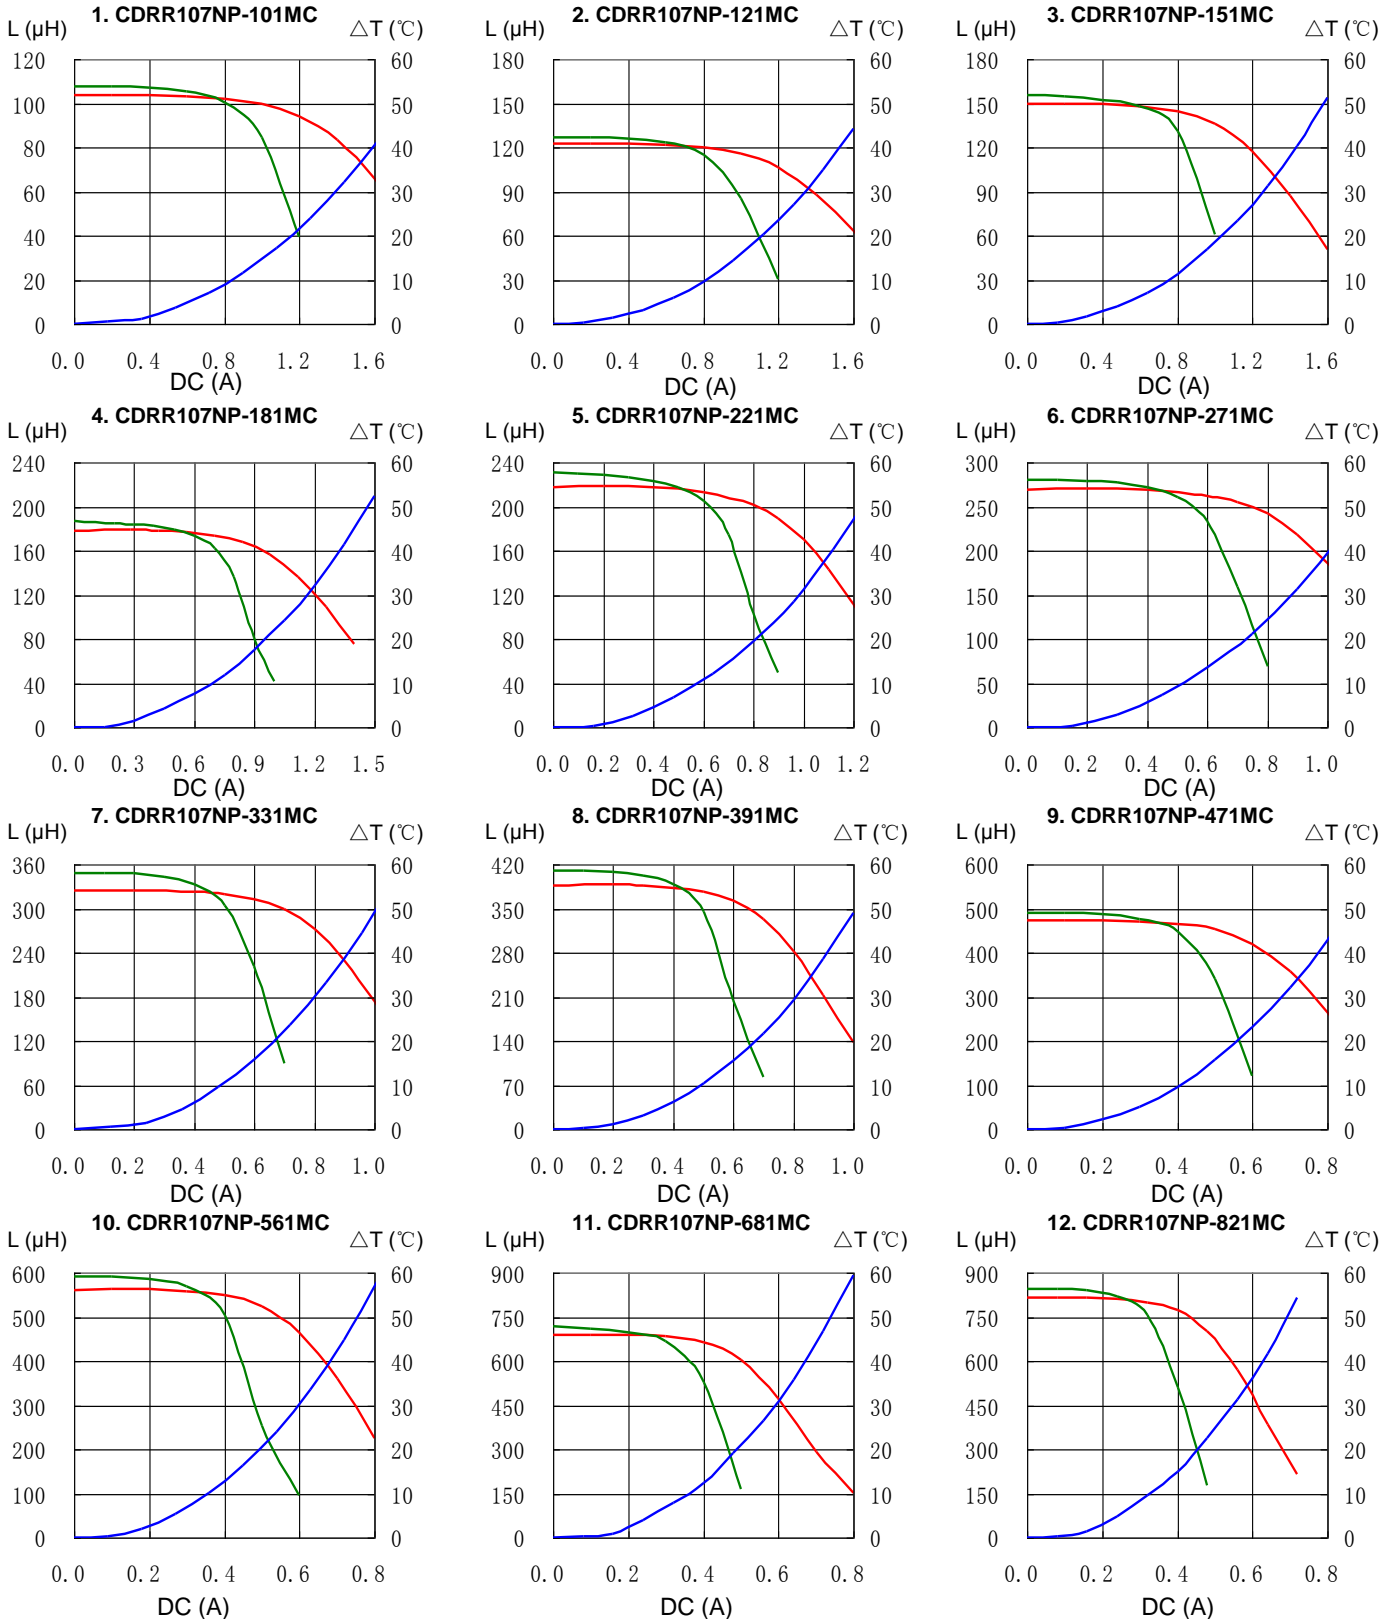 1. CDRR107NP-101MC
L (µH) △T (℃)
120 60
100 50
80 40
60 30
40 20
20 10
0 0
0.0 0.4 0.8 1.2 1.6
DC (A)
2. CDRR107NP-121MC
L (µH) △T (℃)
180 60
150 50
120 40
90 30
60 20
30 10
0 0
0.0 0.4 0.8 1.2 1.6
DC (A)
3. CDRR107NP-151MC
L (µH) △T (℃)
180 60
150 50
120 40
90 30
60 20
30 10
0 0
0.0 0.4 0.8 1.2 1.6
DC (A)
4. CDRR107NP-181MC
L (µH) △T (℃)
240 60
200 50
160 40
120 30
80 20
40 10
0 0
0.0 0.3 0.6 0.9 1.2 1.5
DC (A)
5. CDRR107NP-221MC
L (µH) △T (℃)
240 60
200 50
160 40
120 30
80 20
40 10
0 0
0.0 0.2 0.4 0.6 0.8 1.0 1.2
DC (A)
6. CDRR107NP-271MC
L (µH) △T (℃)
300 60
250 50
200 40
150 30
100 20
50 10
0 0
0.0 0.2 0.4 0.6 0.8 1.0
DC (A)
7. CDRR107NP-331MC
L (µH) △T (℃)
360 60
300 50
240 40
180 30
120 20
60 10
0 0
0.0 0.2 0.4 0.6 0.8 1.0
DC (A)
8. CDRR107NP-391MC
L (µH) △T (℃)
420 60
350 50
280 40
210 30
140 20
70 10
0 0
0.0 0.2 0.4 0.6 0.8 1.0
DC (A)
9. CDRR107NP-471MC
L (µH) △T (℃)
600 60
500 50
400 40
300 30
200 20
100 10
0 0
0.0 0.2 0.4 0.6 0.8
DC (A)
10. CDRR107NP-561MC
L (µH) △T (℃)
600 60
500 50
400 40
300 30
200 20
100 10
0 0
0.0 0.2 0.4 0.6 0.8
DC (A)
11. CDRR107NP-681MC
L (µH) △T (℃)
900 60
750 50
600 40
450 30
300 20
150 10
0 0
0.0 0.2 0.4 0.6 0.8
DC (A)
12. CDRR107NP-821MC
L (µH) △T (℃)
900 60
750 50
600 40
450 30
300 20
150 10
0 0
0.0 0.2 0.4 0.6 0.8
DC (A)